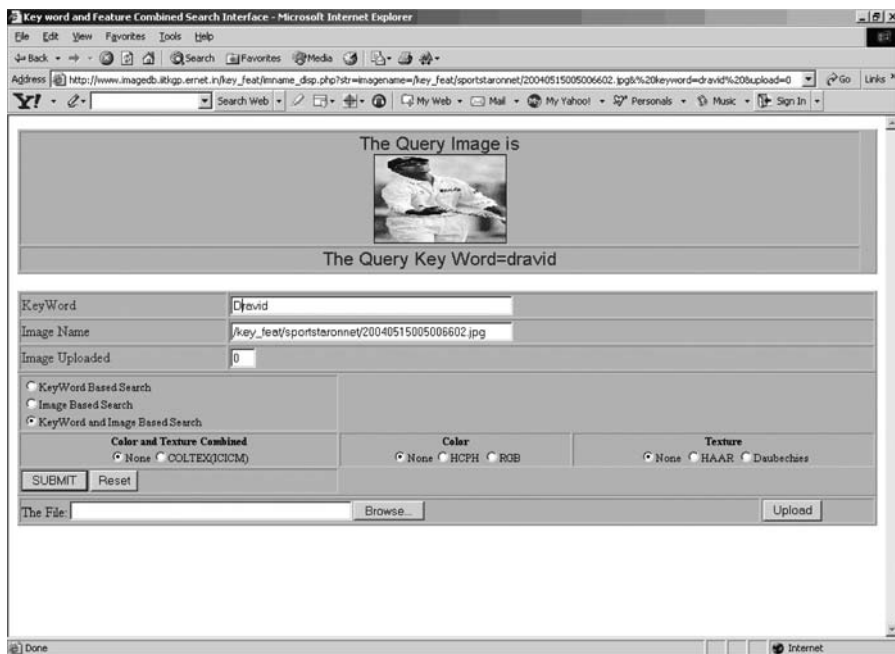 Key word and Feature Combined Search Interface - Microsoft Internet Explorer
File Edit View Favorites Tools Help
Back Search Favorites Media
Address http://www.imagedb.iitkgp.ernet.in/key_feat/imname_disp.php?str=imagename=/key_feat/sportstaronnet/20040515005006602.jpg&%20keyword=dravid%20&upload=0 Go Links »
Y! Search Web My Web Mail My Yahoo! Personals Music Sign In
The Query Image is
The Query Key Word=dravid
KeyWord Dravid
Image Name /key_feat/sportstaronnet/20040515005006602.jpg
Image Uploaded 0
KeyWord Based Search
Image Based Search
KeyWord and Image Based Search
Color and Texture Combined Color Texture
None COLTEX(ICICM) None HCPH RGB None HAAR Daubechies
SUBMIT Reset
The File: Browse... Upload
Done Internet